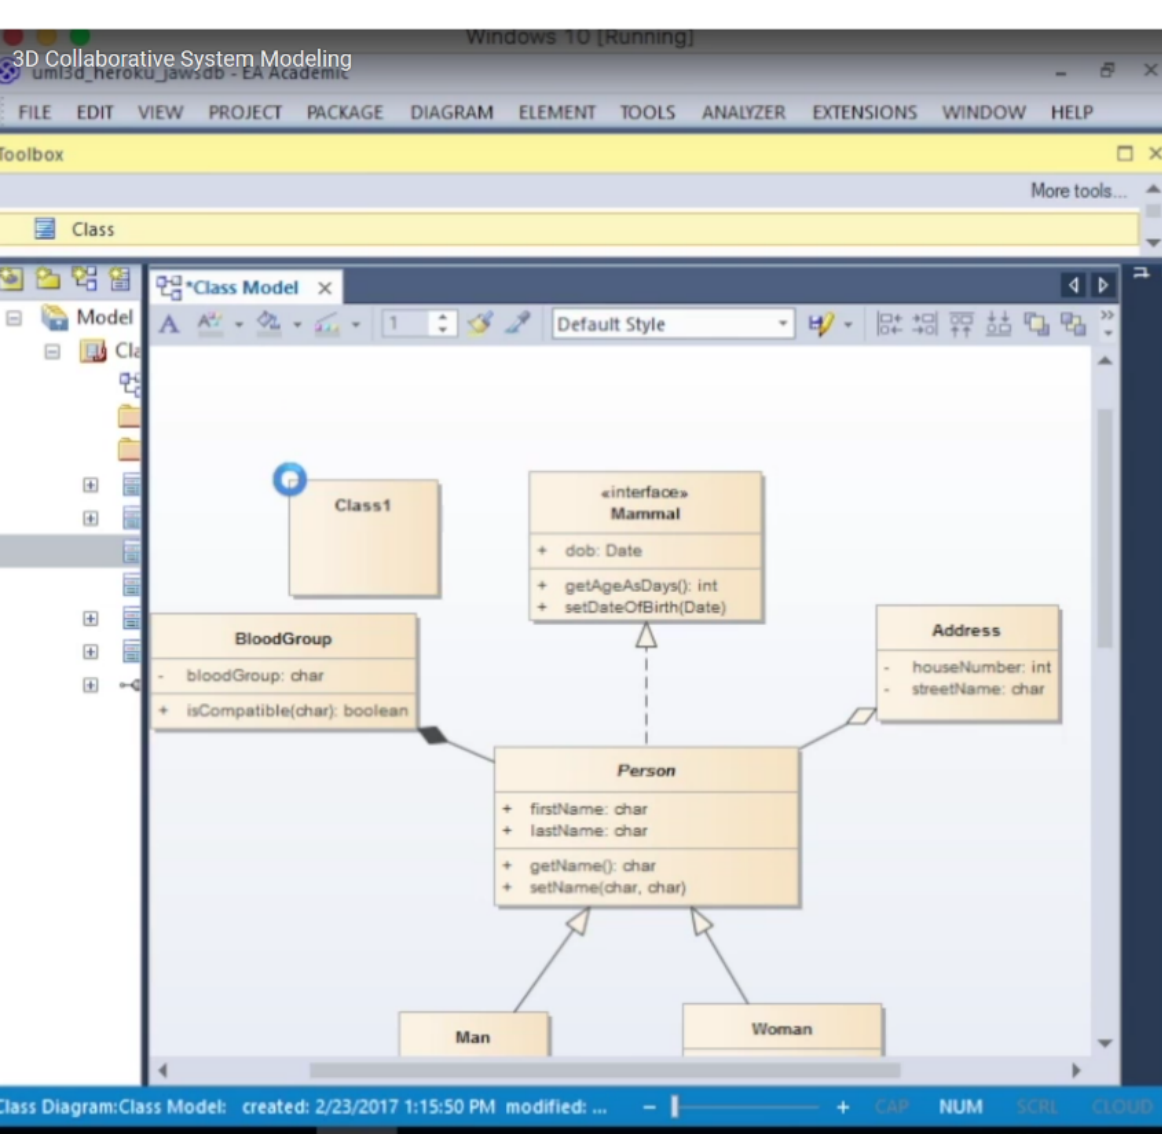 Windows 10 [Running]
3D Collaborative System Modeling
uml3d_heroku_jawsdb - EA Academic
FILE EDIT VIEW PROJECT PACKAGE DIAGRAM ELEMENT TOOLS ANALYZER EXTENSIONS WINDOW HELP
Toolbox
More tools...
Class
*Class Model
Model
1
Default Style
Cla
Class1
«interface»
Mammal
+ dob: Date
+ getAgeAsDays(): int
+ setDateOfBirth(Date)
BloodGroup
- bloodGroup: char
+ isCompatible(char): boolean
Address
- houseNumber: int
- streetName: char
Person
+ firstName: char
+ lastName: char
+ getName(): char
+ setName(char, char)
Man
Woman
Class Diagram:Class Model: created: 2/23/2017 1:15:50 PM modified: ... − + CAP NUM SCRL CLOUD